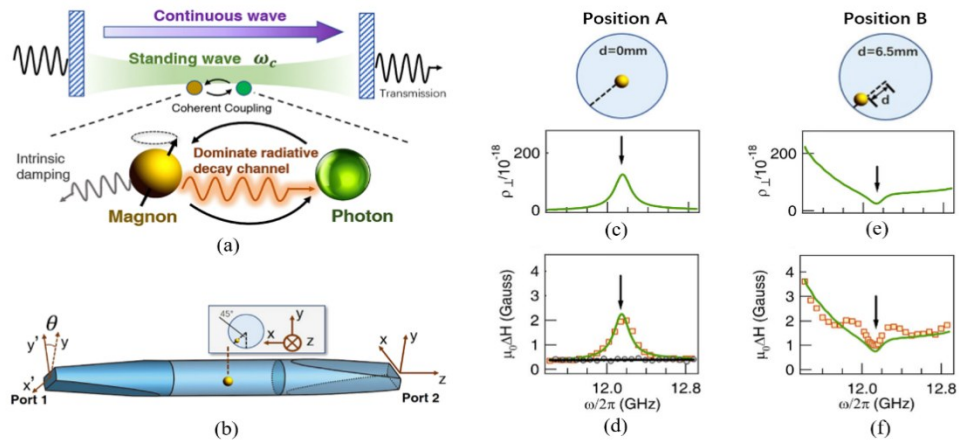 Continuous wave
Standing wave ω_c
Transmission
Coherent Coupling
Intrinsic
damping
Dominate radiative
decay channel
Magnon
Photon
(a)
θ
y'
y
x'
Port 1
45°
y
x
z
x
y
z
Port 2
(b)
Position A
d=0mm
ρ⊥/10^-18
200
0
(c)
μ₀ΔH (Gauss)
4
3
2
1
0
12.0
12.8
ω/2π (GHz)
(d)
Position B
d=6.5mm
d
ρ⊥/10^-18
200
0
(e)
μ₀ΔH (Gauss)
4
3
2
1
0
12.0
12.8
ω/2π (GHz)
(f)